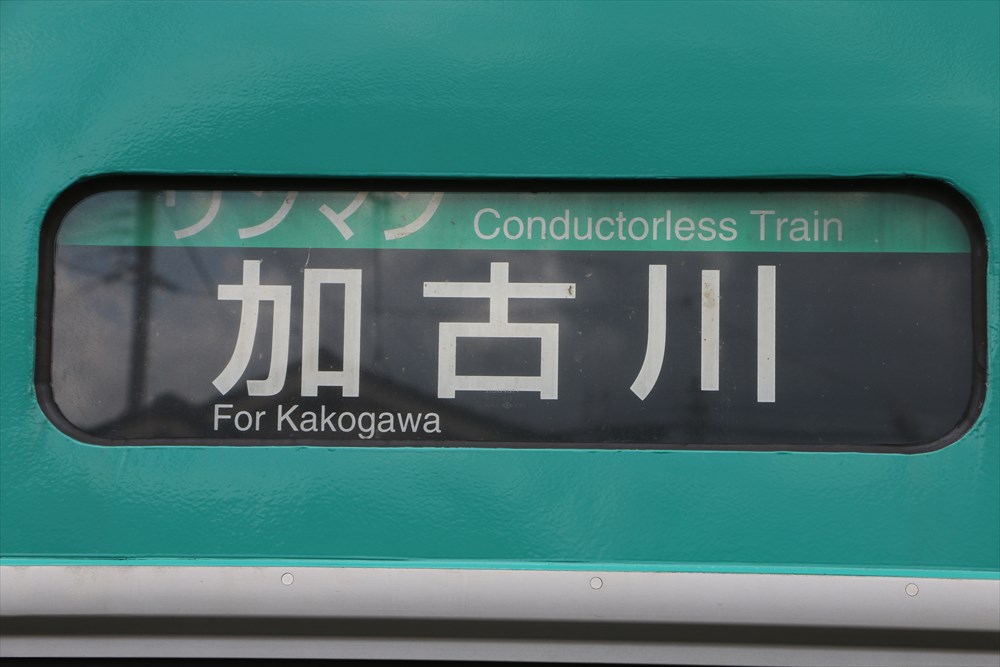 ワンマン Conductorless Train
加古川
For Kakogawa